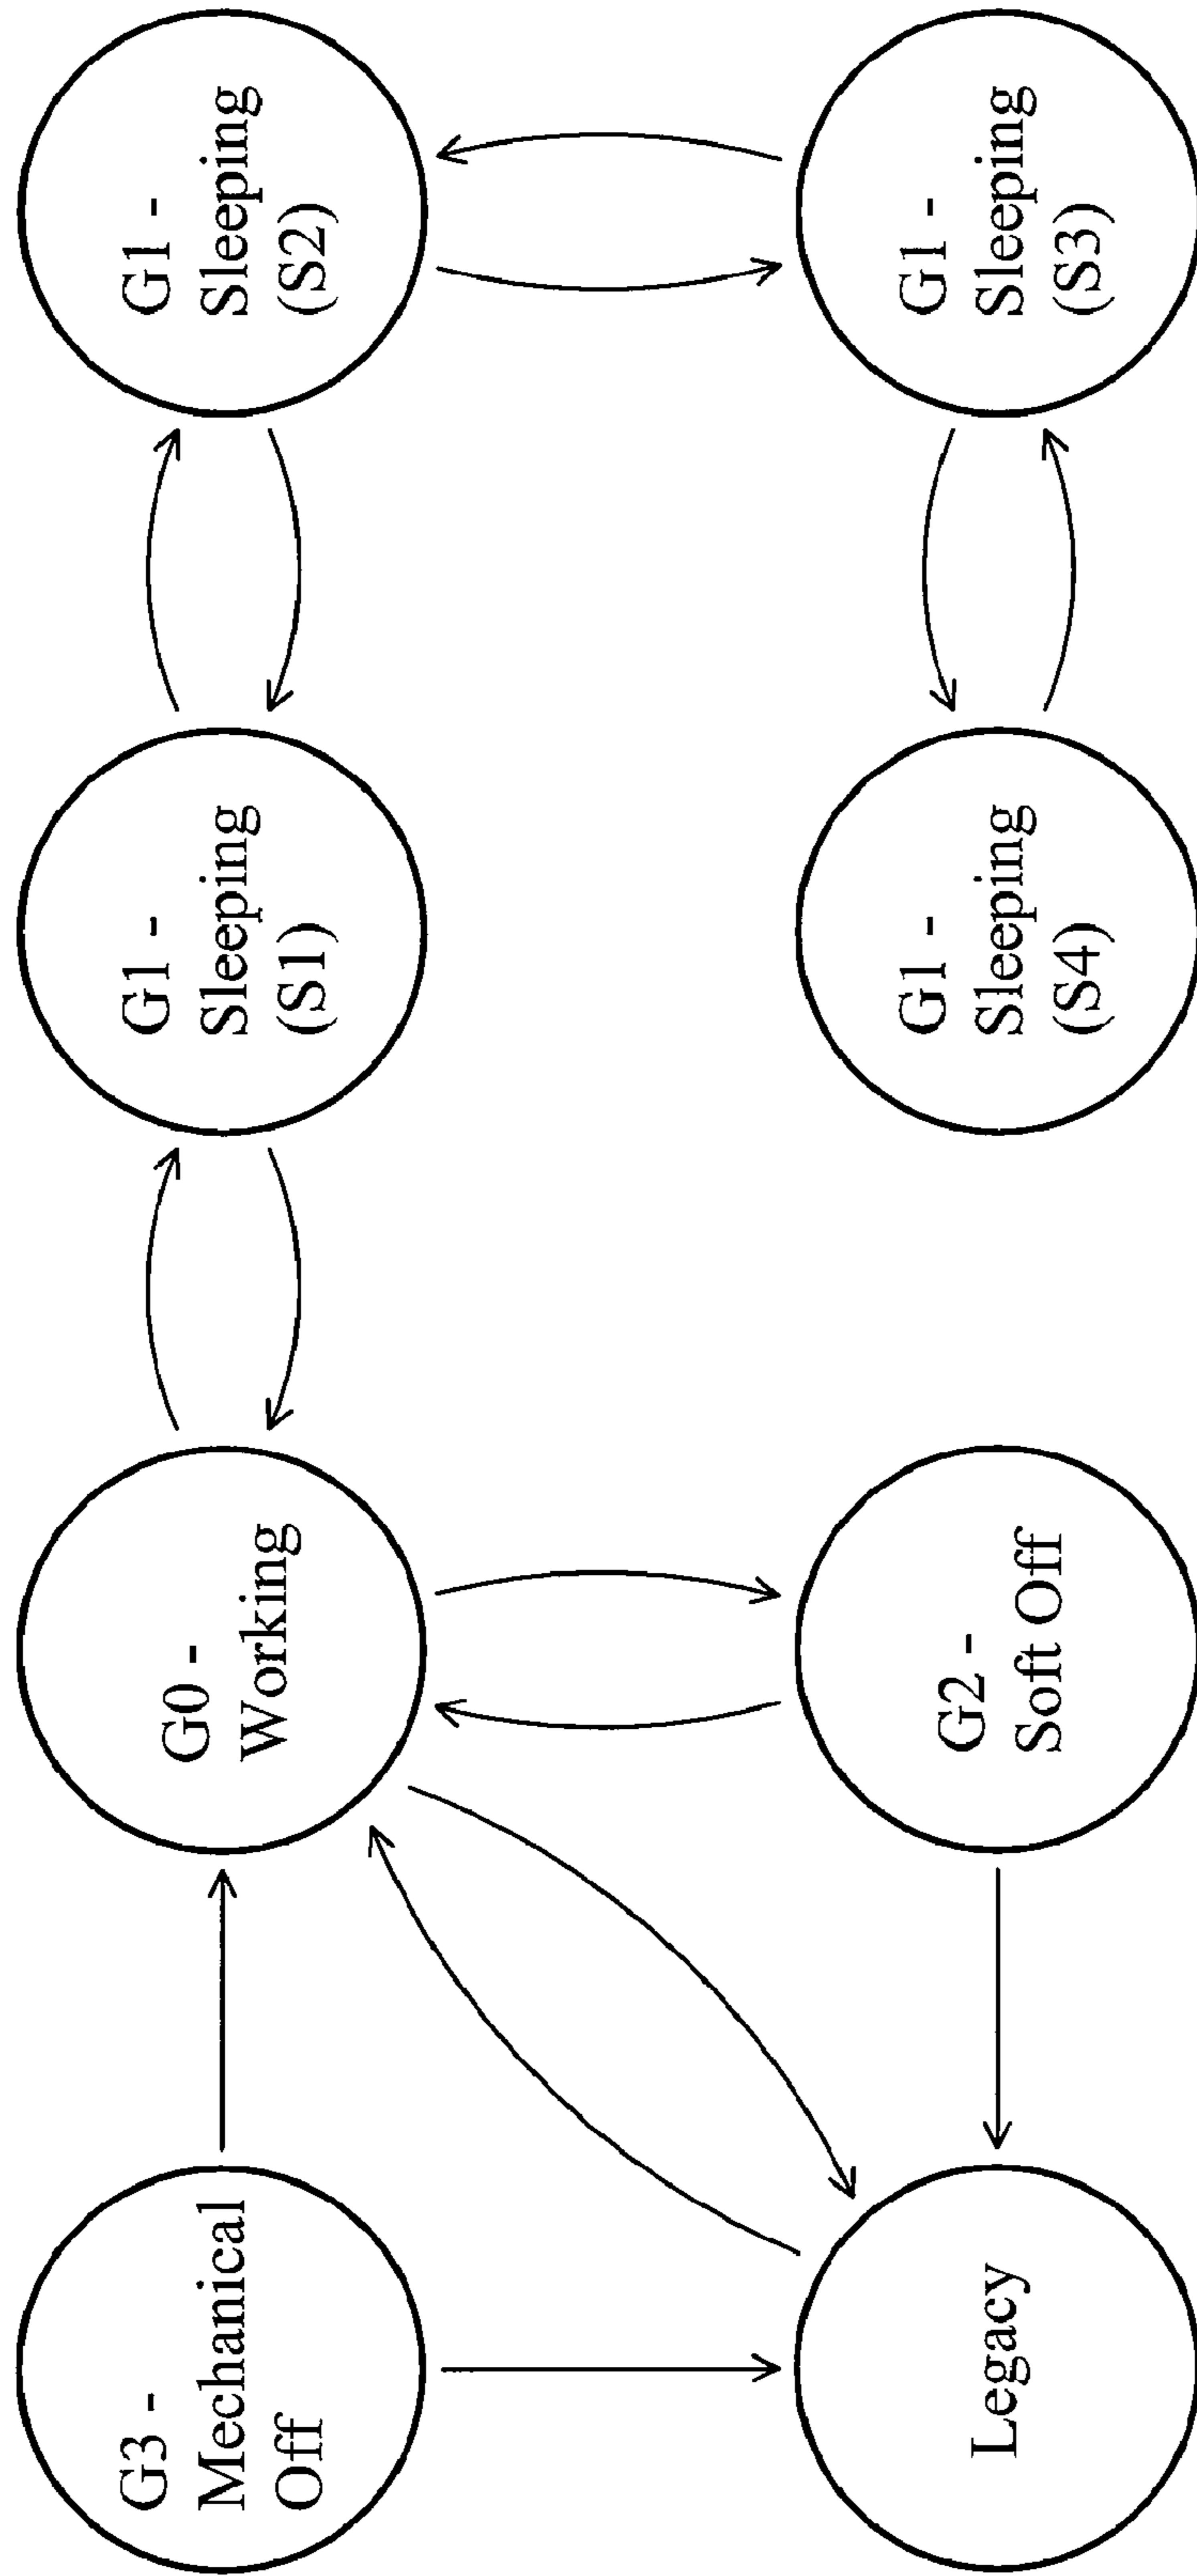 G3 -
Mechanical
Off
G0 -
Working
G1 -
Sleeping
(S1)
G1 -
Sleeping
(S2)
Legacy
G2 -
Soft Off
G1 -
Sleeping
(S4)
G1 -
Sleeping
(S3)